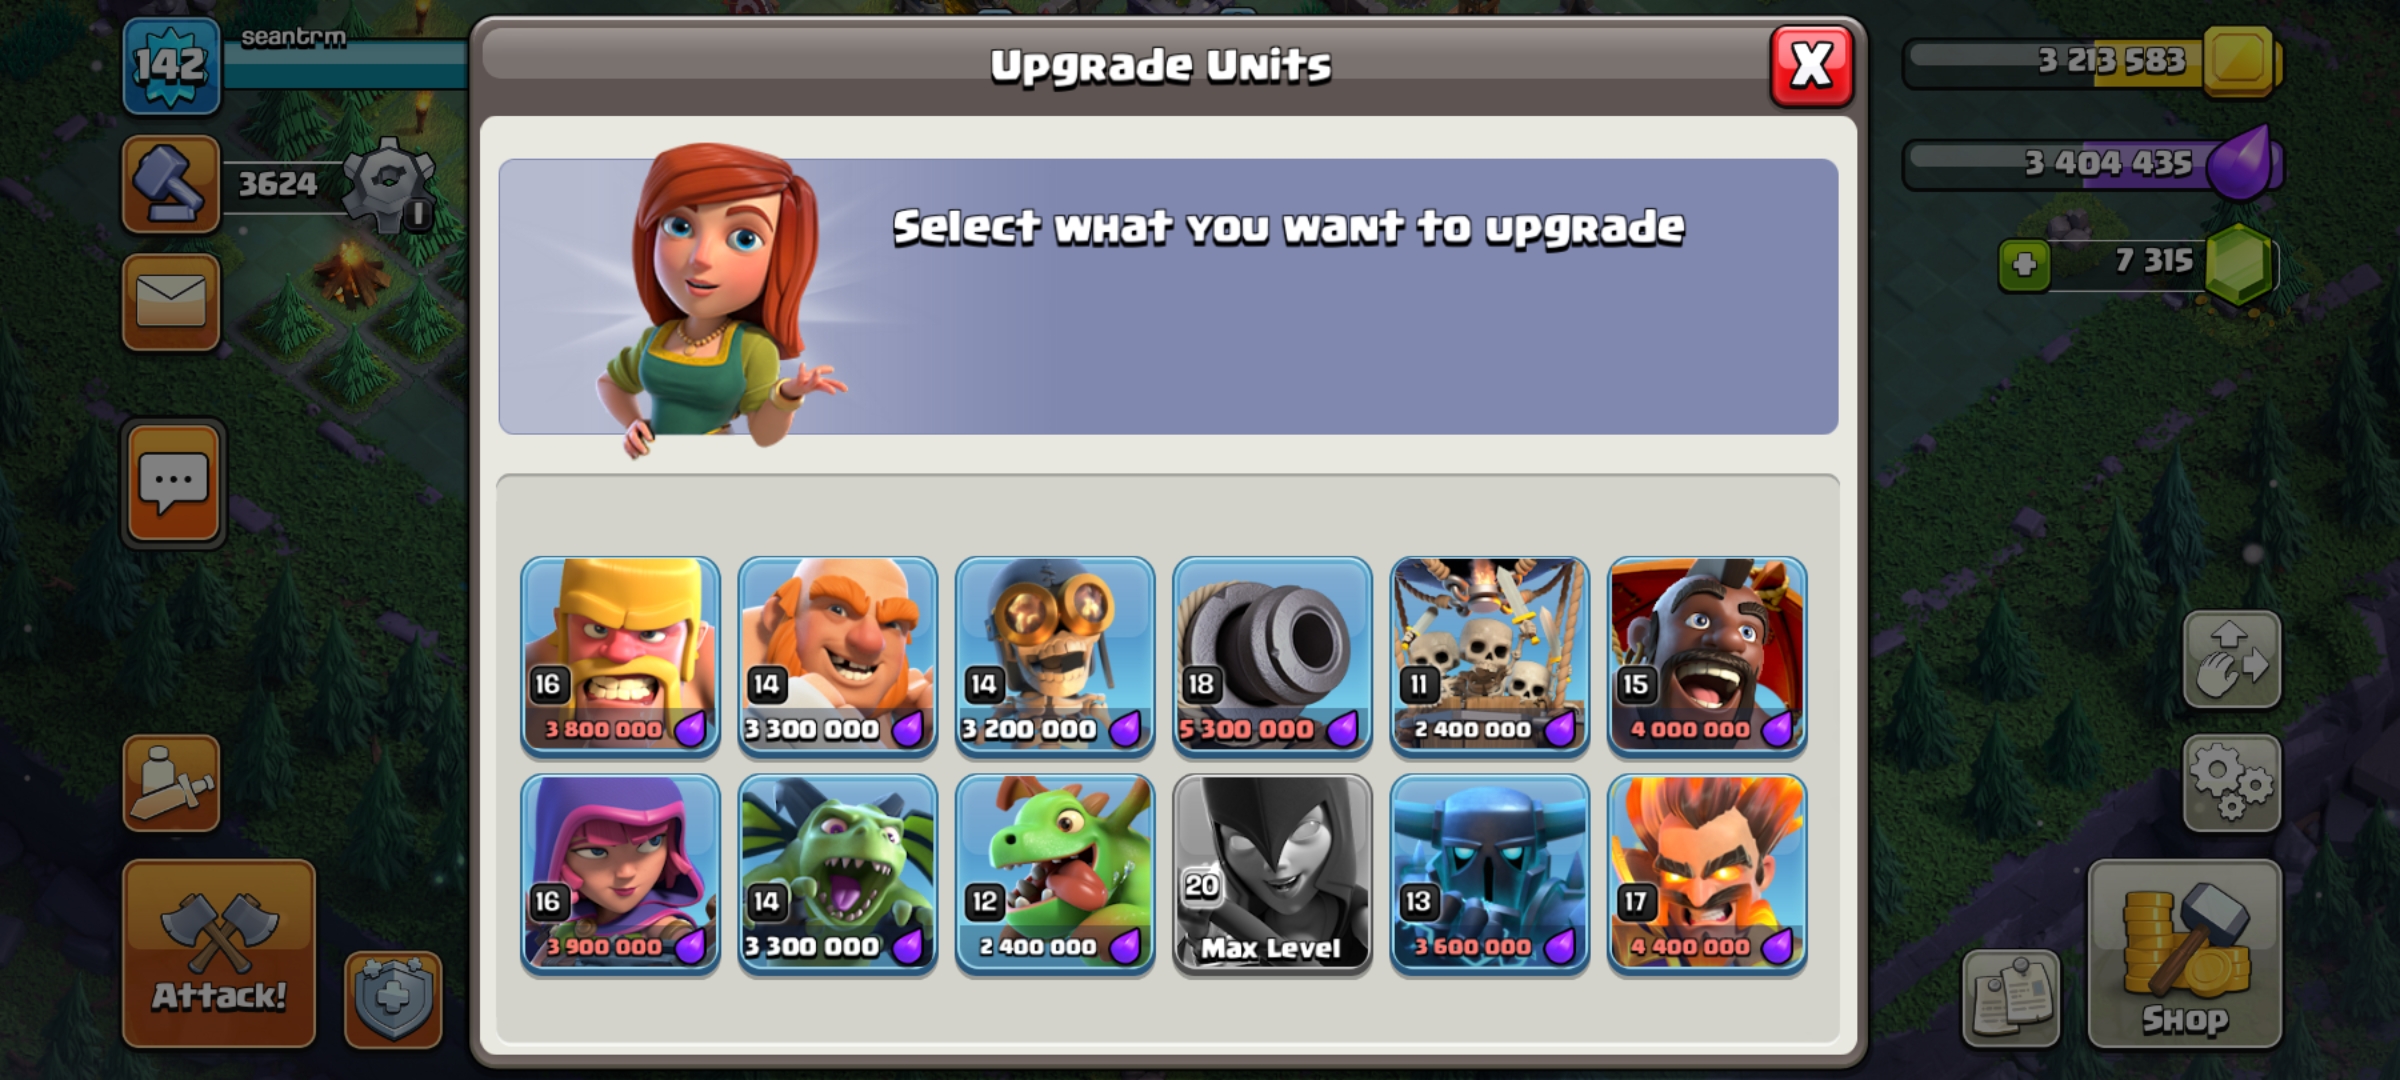 142
seantrm
Upgrade Units
X
3 213 583
3624
3 404 435
7 315
Select what you want to upgrade
16
3 800 000
14
3 300 000
14
3 200 000
18
5 300 000
11
2 400 000
15
4 000 000
16
3 900 000
14
3 300 000
12
2 400 000
20
Max Level
13
3 600 000
17
4 400 000
Attack!
Shop